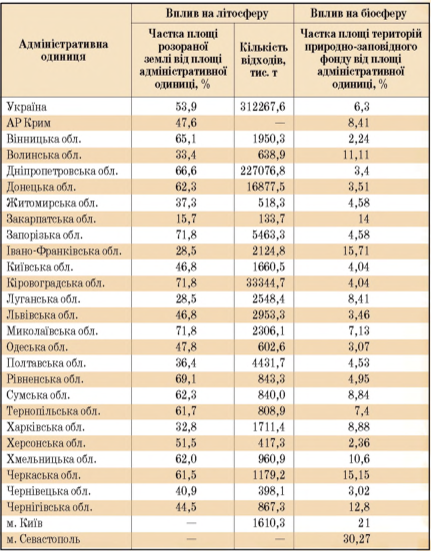 Адміністративна одиниця | Вплив на літосферу | Вплив на біосферу
Частка площі розораної землі від площі адміністративної одиниці, % | Кількість відходів, тис. т | Частка площі територій природно-заповідного фонду від площі адміністративної одиниці, %
Україна 53,9 312267,6 6,3
АР Крим 47,6 — 8,41
Вінницька обл. 65,1 1950,3 2,24
Волинська обл. 33,4 638,9 11,11
Дніпропетровська обл. 66,6 227076,8 3,4
Донецька обл. 62,3 16877,5 3,51
Житомирська обл. 37,3 518,3 4,58
Закарпатська обл. 15,7 133,7 14
Запорізька обл. 71,8 5463,3 4,58
Івано-Франківська обл. 28,5 2124,8 15,71
Київська обл. 46,8 1660,5 4,04
Кіровоградська обл. 71,8 33344,7 4,04
Луганська обл. 28,5 2548,4 8,41
Львівська обл. 46,8 2953,3 3,46
Миколаївська обл. 71,8 2306,1 7,13
Одеська обл. 47,8 602,6 3,07
Полтавська обл. 36,4 4431,7 4,53
Рівненська обл. 69,1 843,3 4,95
Сумська обл. 62,3 840,0 8,84
Тернопільська обл. 61,7 808,9 7,4
Харківська обл. 32,8 1711,4 8,88
Херсонська обл. 51,5 417,3 2,36
Хмельницька обл. 62,0 960,9 10,6
Черкаська обл. 61,5 1179,2 15,15
Чернівецька обл. 40,9 398,1 3,02
Чернігівська обл. 44,5 867,3 12,8
м. Київ — 1610,3 21
м. Севастополь — 30,27